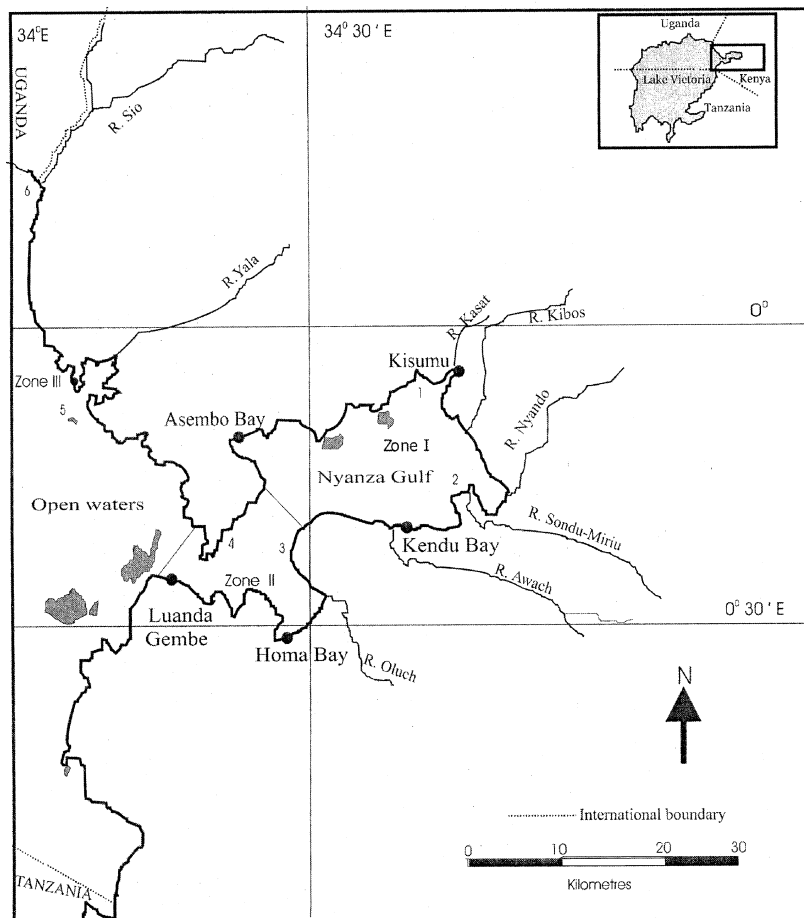 34°E
34° 30 ' E
Uganda
Lake Victoria
Kenya
Tanzania
UGANDA
R. Sio
6
R.Yala
0°
R. Kasat
R. Kibos
Kisumu
Zone III
1
5
Asembo Bay
R. Nyando
Zone I
Nyanza Gulf
2
Open waters
R. Sondu-Miriu
4
3
Kendu Bay
R. Awach
Zone II
Luanda
Gembe
0° 30 ' E
Homa Bay
R. Oluch
N
International boundary
0 10 20 30
Kilometres
TANZANIA